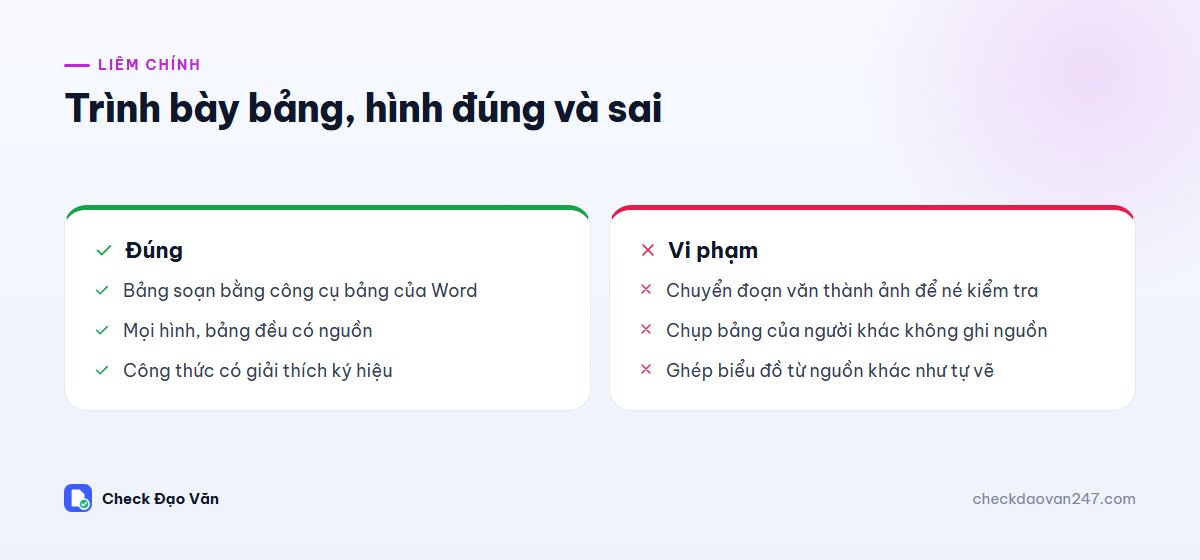 LIÊM CHÍNH
Trình bày bảng, hình đúng và sai
Đúng
Bảng soạn bằng công cụ bảng của Word
Mọi hình, bảng đều có nguồn
Công thức có giải thích ký hiệu
Vi phạm
Chuyển đoạn văn thành ảnh để né kiểm tra
Chụp bảng của người khác không ghi nguồn
Ghép biểu đồ từ nguồn khác như tự vẽ
Check Đạo Văn
checkdaovan247.com